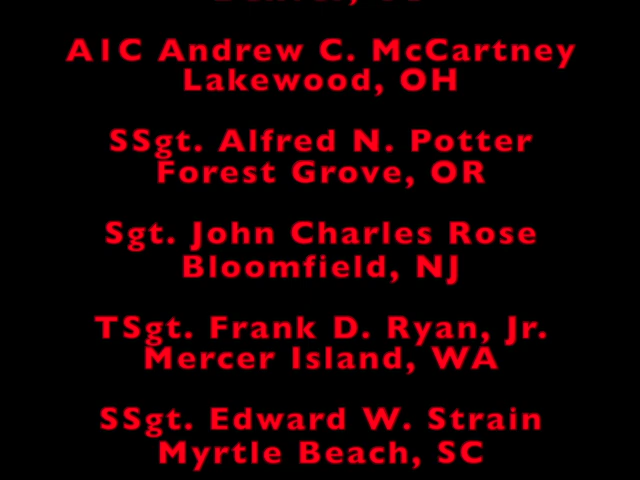 A1C Andrew C. McCartney
Lakewood, OH
SSgt. Alfred N. Potter
Forest Grove, OR
Sgt. John Charles Rose
Bloomfield, NJ
TSgt. Frank D. Ryan, Jr.
Mercer Island, WA
SSgt. Edward W. Strain
Myrtle Beach, SC